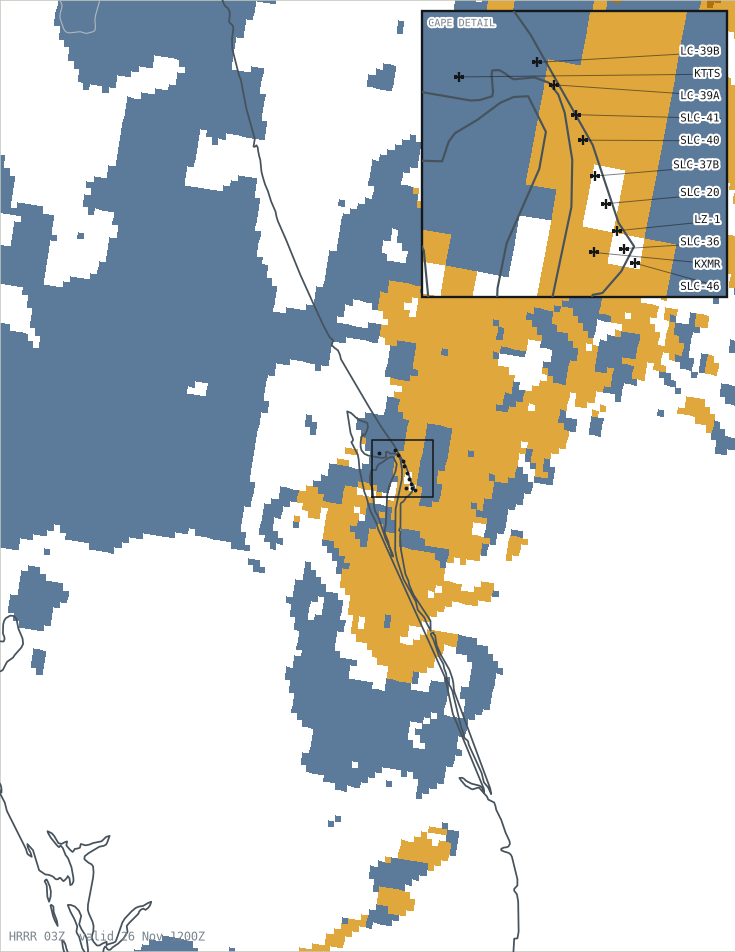 CAPE DETAIL
LC-39B
KTTS
LC-39A
SLC-41
SLC-40
SLC-37B
SLC-20
LZ-1
SLC-36
KXMR
SLC-46
HRRR 03Z valid 26 Nov 1200Z